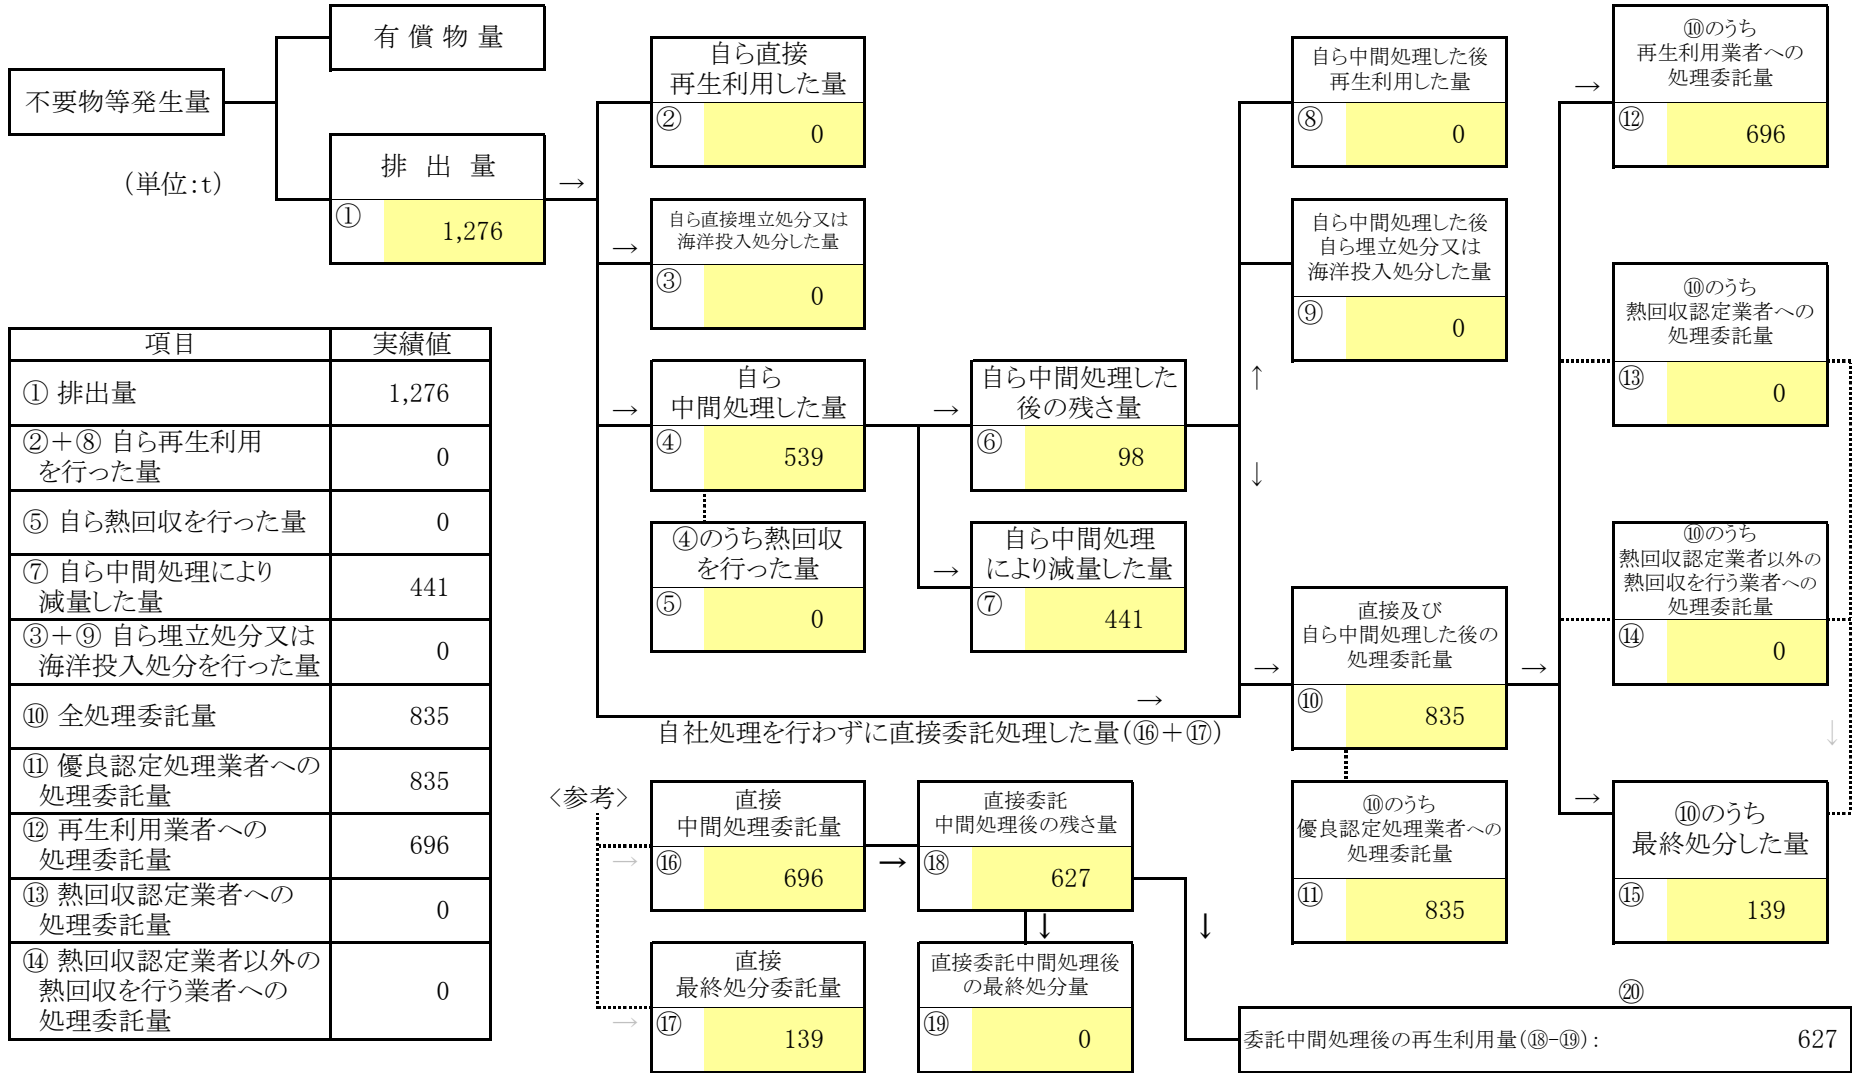 有 償 物 量
不要物等発生量
(単位:t)
排 出 量
①
1,276
→
自ら直接
再生利用した量
②
0
→
自ら直接埋立処分又は
海洋投入処分した量
③
0
→
自ら
中間処理した量
④
539
④のうち熱回収
を行った量
⑤
0
→
自ら中間処理した
後の残さ量
⑥
98
→
自ら中間処理
により減量した量
⑦
441
↑
↓
自ら中間処理した後
再生利用した量
⑧
0
自ら中間処理した後
自ら埋立処分又は
海洋投入処分した量
⑨
0
→
自社処理を行わずに直接委託処理した量(⑯+⑰)
→
直接及び
自ら中間処理した後の
処理委託量
⑩
835
⑩のうち
優良認定処理業者への
処理委託量
⑪
835
→
→
⑩のうち
再生利用業者への
処理委託量
⑫
696
⑩のうち
熱回収認定業者への
処理委託量
⑬
0
⑩のうち
熱回収認定業者以外の
熱回収を行う業者への
処理委託量
⑭
0
↓
→
⑩のうち
最終処分した量
⑮
139
項目 実績値
① 排出量 1,276
②+⑧ 自ら再生利用
を行った量 0
⑤ 自ら熱回収を行った量 0
⑦ 自ら中間処理により
減量した量 441
③+⑨ 自ら埋立処分又は
海洋投入処分を行った量 0
⑩ 全処理委託量 835
⑪ 優良認定処理業者への
処理委託量 835
⑫ 再生利用業者への
処理委託量 696
⑬ 熱回収認定業者への
処理委託量 0
⑭ 熱回収認定業者以外の
熱回収を行う業者への
処理委託量 0
<参考>
→
直接
中間処理委託量
⑯
696
→
直接委託
中間処理後の残さ量
⑱
627
↓
↓
→
直接
最終処分委託量
⑰
139
直接委託中間処理後
の最終処分量
⑲
0
⑳
委託中間処理後の再生利用量(⑱-⑲): 627